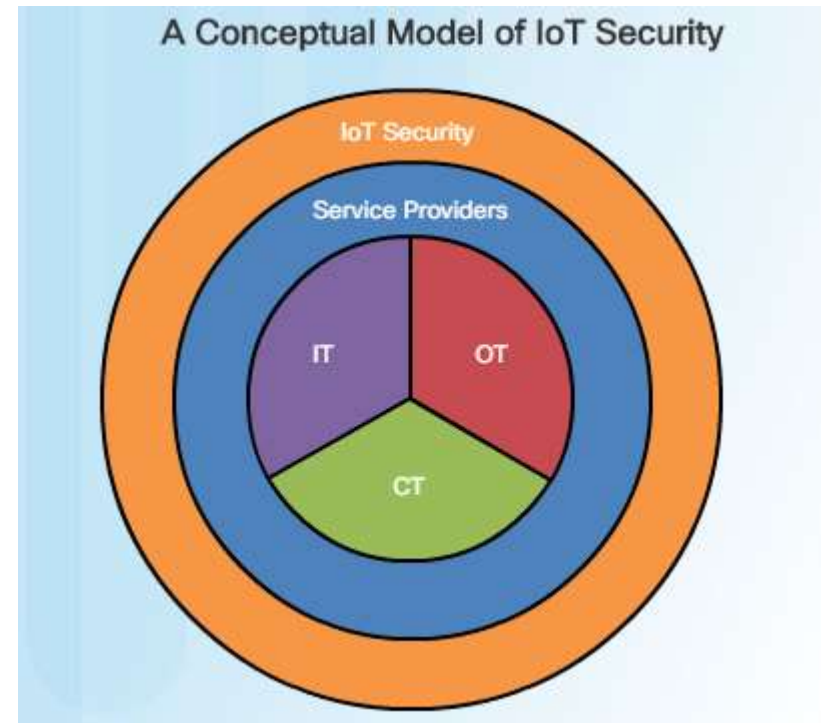 A Conceptual Model of IoT Security
IoT Security
Service Providers
IT
OT
CT